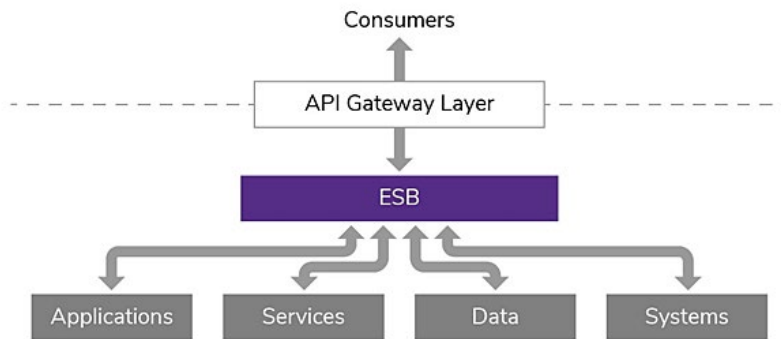 Consumers
API Gateway Layer
ESB
Applications
Services
Data
Systems